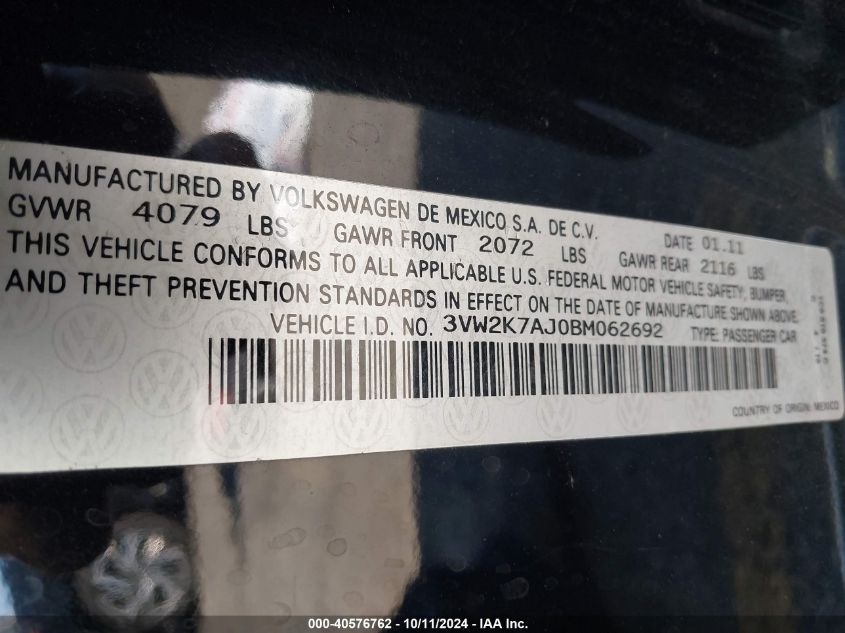 MANUFACTURED BY VOLKSWAGEN DE MEXICO S.A. DE C.V. DATE 01.11
GVWR 4079 LBS GAWR FRONT 2072 LBS GAWR REAR 2116 LBS
THIS VEHICLE CONFORMS TO ALL APPLICABLE U.S. FEDERAL MOTOR VEHICLE SAFETY, BUMPER,
AND THEFT PREVENTION STANDARDS IN EFFECT ON THE DATE OF MANUFACTURE SHOWN ABOVE.
VEHICLE I.D. NO. 3VW2K7AJ0BM062692 TYPE: PASSENGER CAR
COUNTRY OF ORIGIN: MEXICO
000-40576762 - 10/11/2024 - IAA Inc.